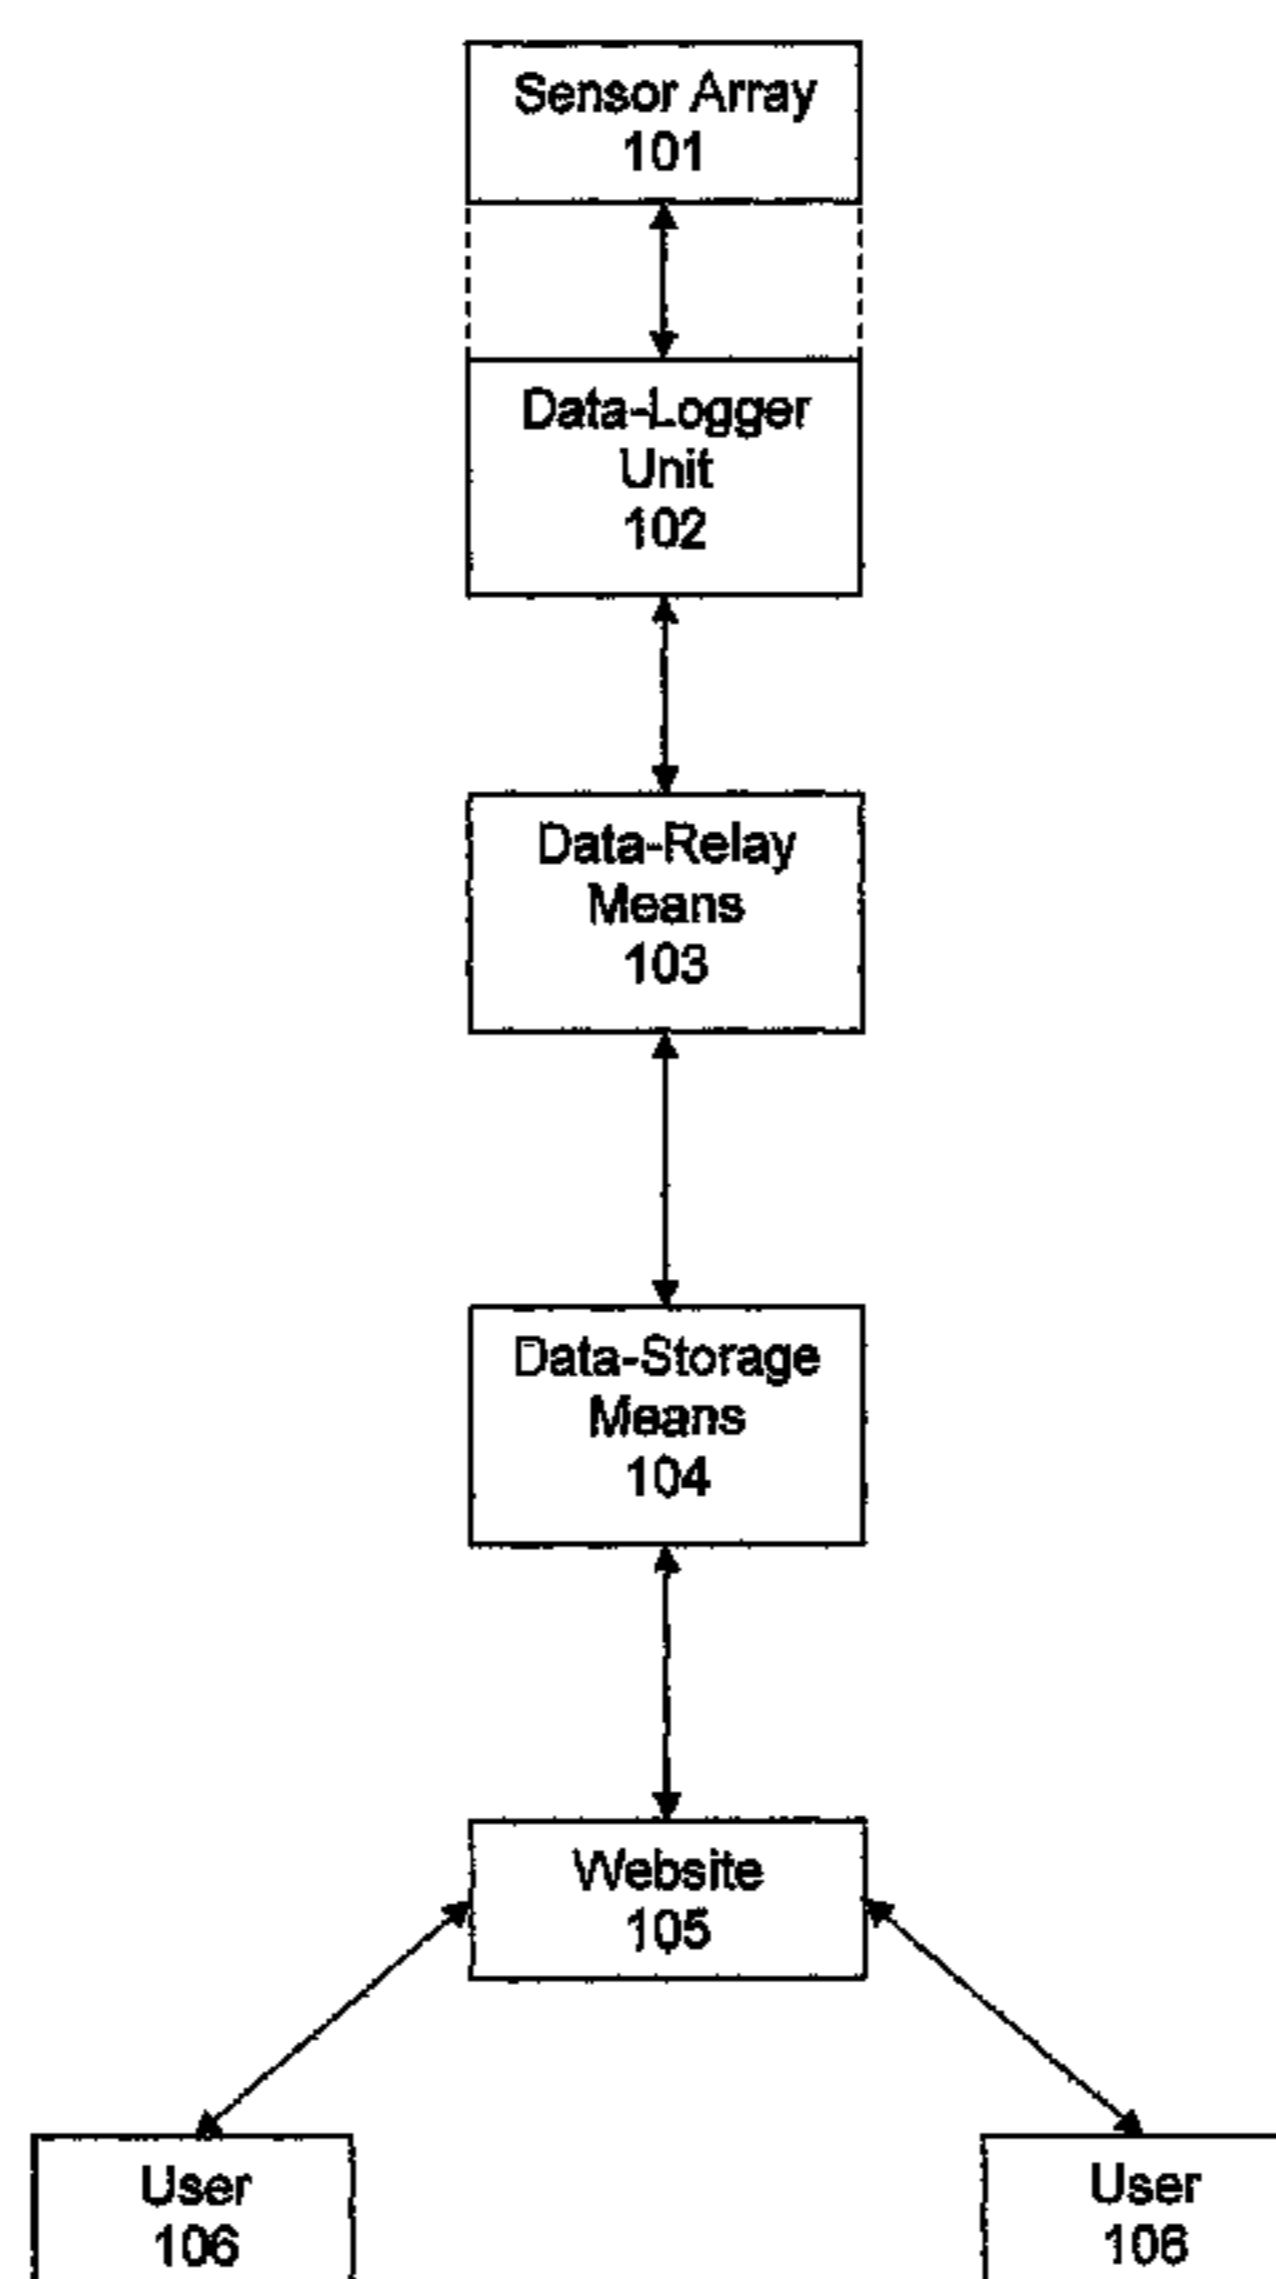 Sensor Array
101
Data-Logger
Unit
102
Data-Relay
Means
103
Data-Storage
Means
104
Website
105
User
106
User
106